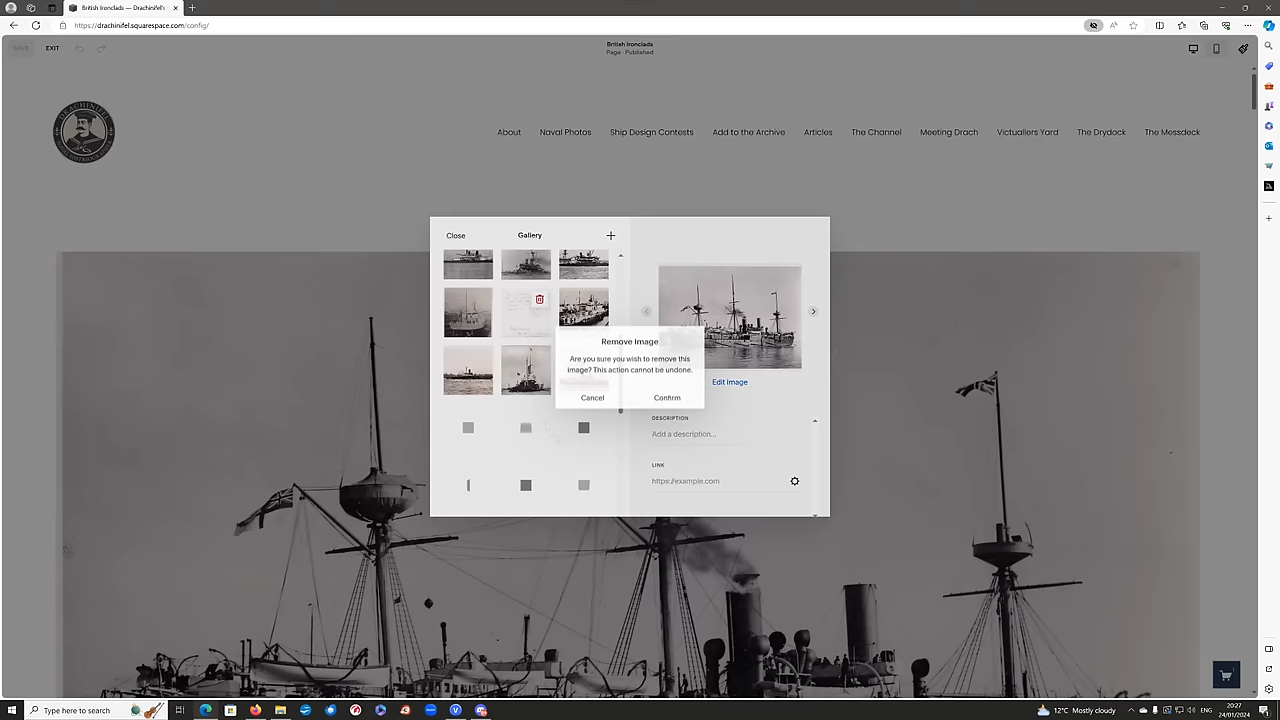 British Ironclads — Drachinifel's
https://drachinifel.squarespace.com/config/
SAVE
EXIT
British Ironclads
Page · Published
DRACHINIFEL
About
Naval Photos
Ship Design Contests
Add to the Archive
Articles
The Channel
Meeting Drach
Victuallers Yard
The Drydock
The Messdeck
Close
Gallery
Remove Image
Are you sure you wish to remove this
image? This action cannot be undone.
Cancel
Confirm
Edit Image
DESCRIPTION
Add a description...
LINK
https://example.com
Type here to search
12°C Mostly cloudy
ENG
20:27
24/01/2024